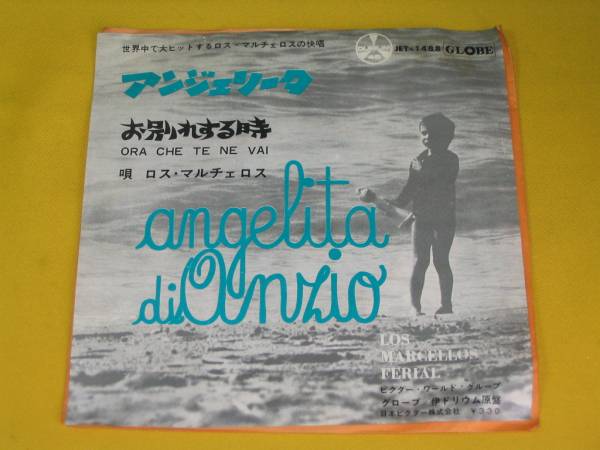 世界中で大ヒットするロス・マルチェロスの快唱
JET-1488 GLOBE
アンジェリータ
お別れする時
ORA CHE TE NE VAI
唄 ロス・マルチェロス
angelita
di Anzio
LOS
MARCELLOS
FERIAL
ビクター・ワールド・グループ
グローブ 伊ドリウム原盤
日本ビクター株式会社 ￥330